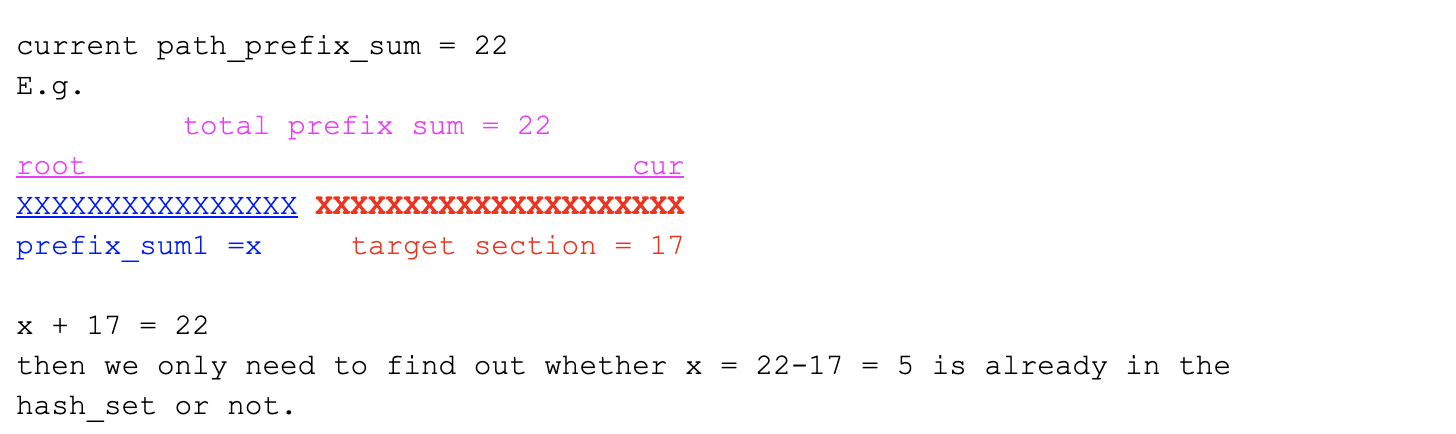 current path_prefix_sum = 22
E.g.
total prefix sum = 22
root cur
XXXXXXXXXXXXXXXX XXXXXXXXXXXXXXXXXXXXX
prefix_sum1 =x target section = 17
x + 17 = 22
then we only need to find out whether x = 22-17 = 5 is already in the
hash_set or not.